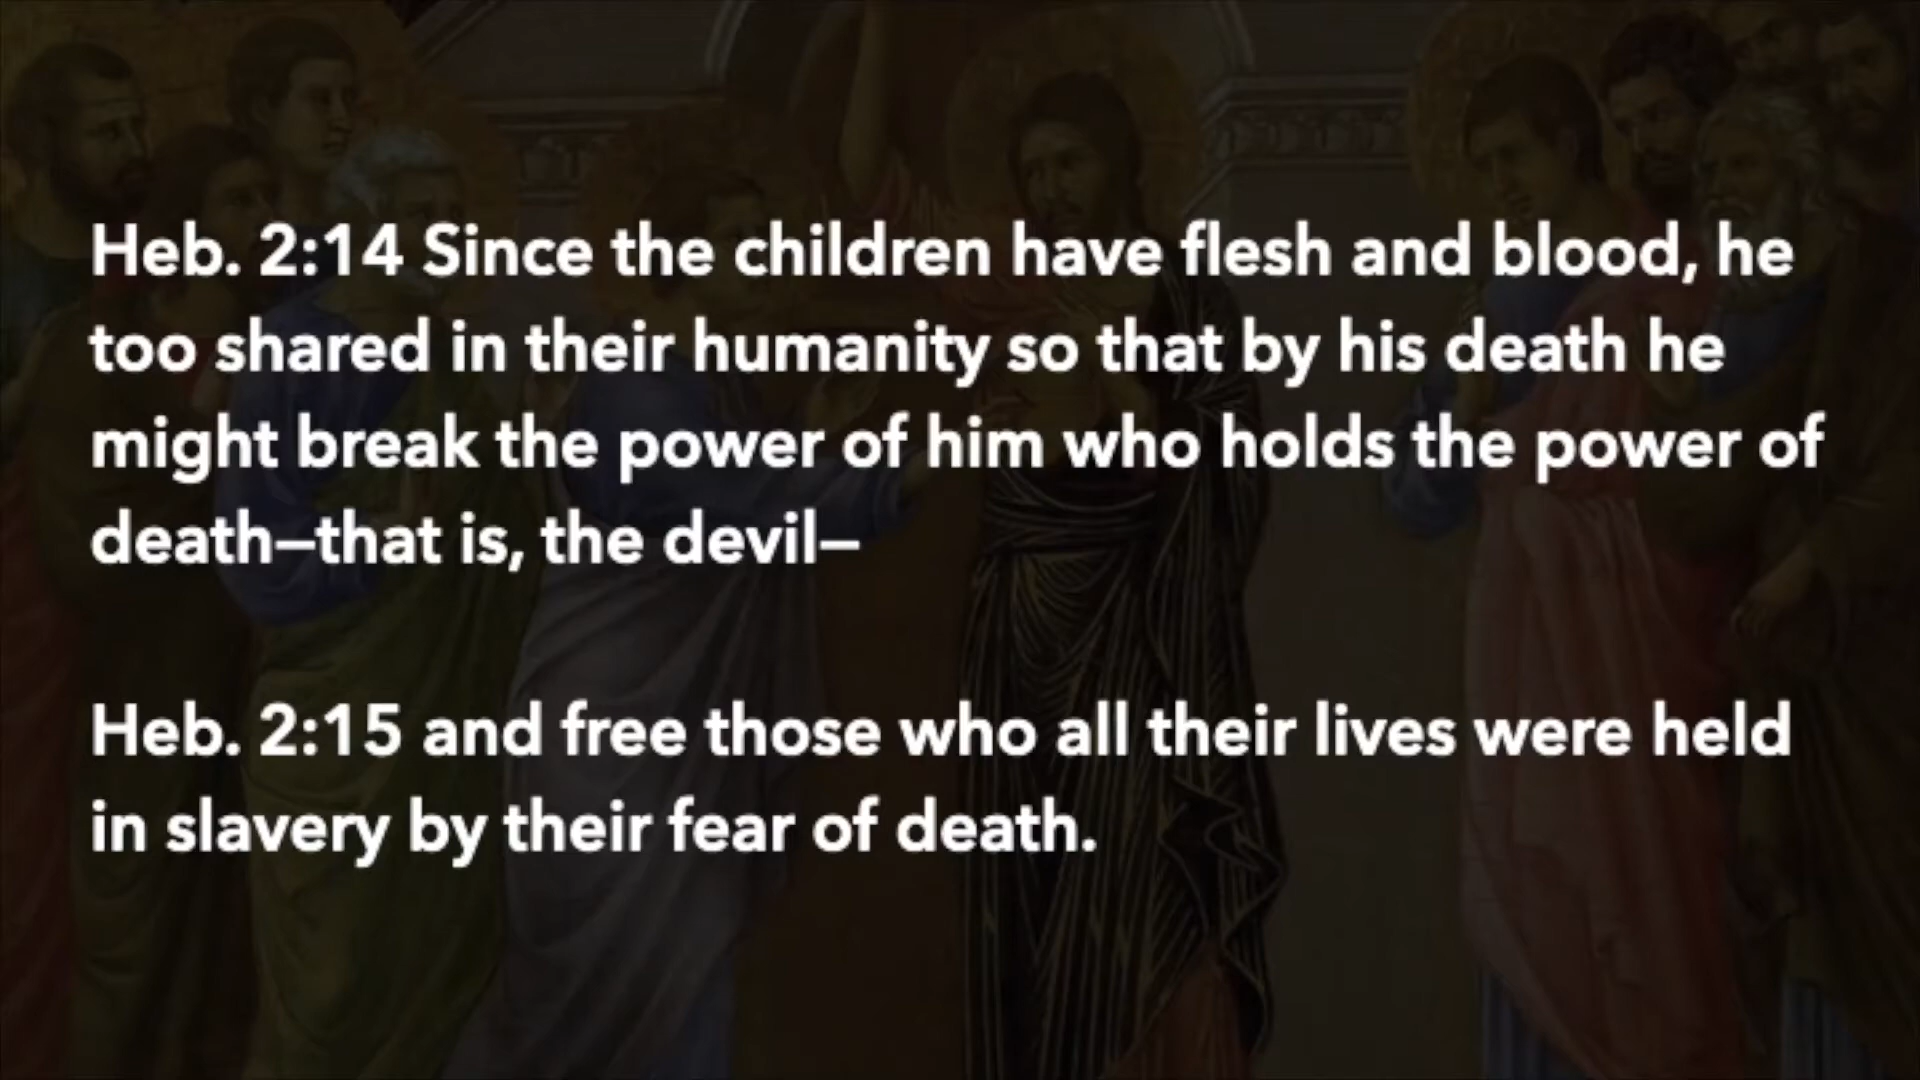 Heb. 2:14 Since the children have flesh and blood, he
too shared in their humanity so that by his death he
might break the power of him who holds the power of
death—that is, the devil—
Heb. 2:15 and free those who all their lives were held
in slavery by their fear of death.